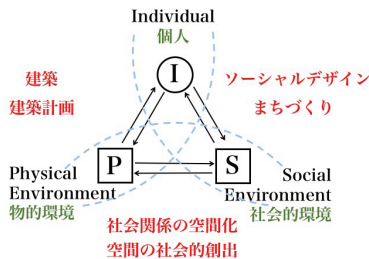 Individual
個人
I
建築
建築計画
ソーシャルデザイン
まちづくり
P
S
Physical
Environment
物的環境
Social
Environment
社会的環境
社会関係の空間化
空間の社会的創出